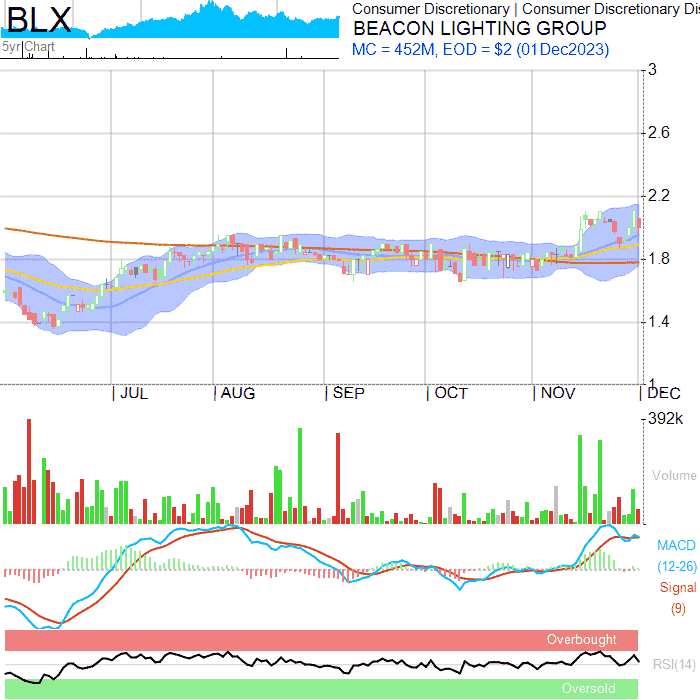 BLX
5yr Chart
Consumer Discretionary | Consumer Discretionary Dis
BEACON LIGHTING GROUP
MC = 452M, EOD = $2 (01Dec2023)
3
2.6
2.2
1.8
1.4
1
| JUL | AUG | SEP | OCT | NOV | DEC
392k
Volume
MACD
(12-26)
Signal
(9)
Overbought
RSI(14)
Oversold